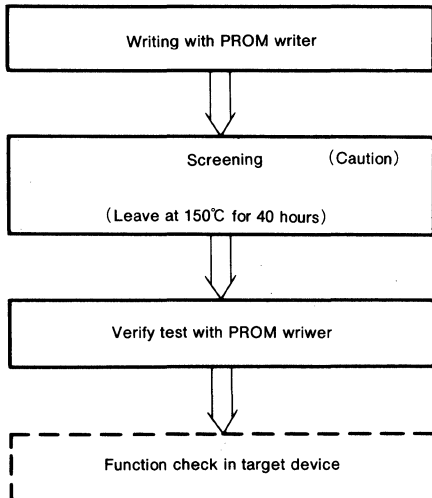 Writing with PROM writer
Screening (Caution)
(Leave at 150℃ for 40 hours)
Verify test with PROM wriwer
Function check in target device